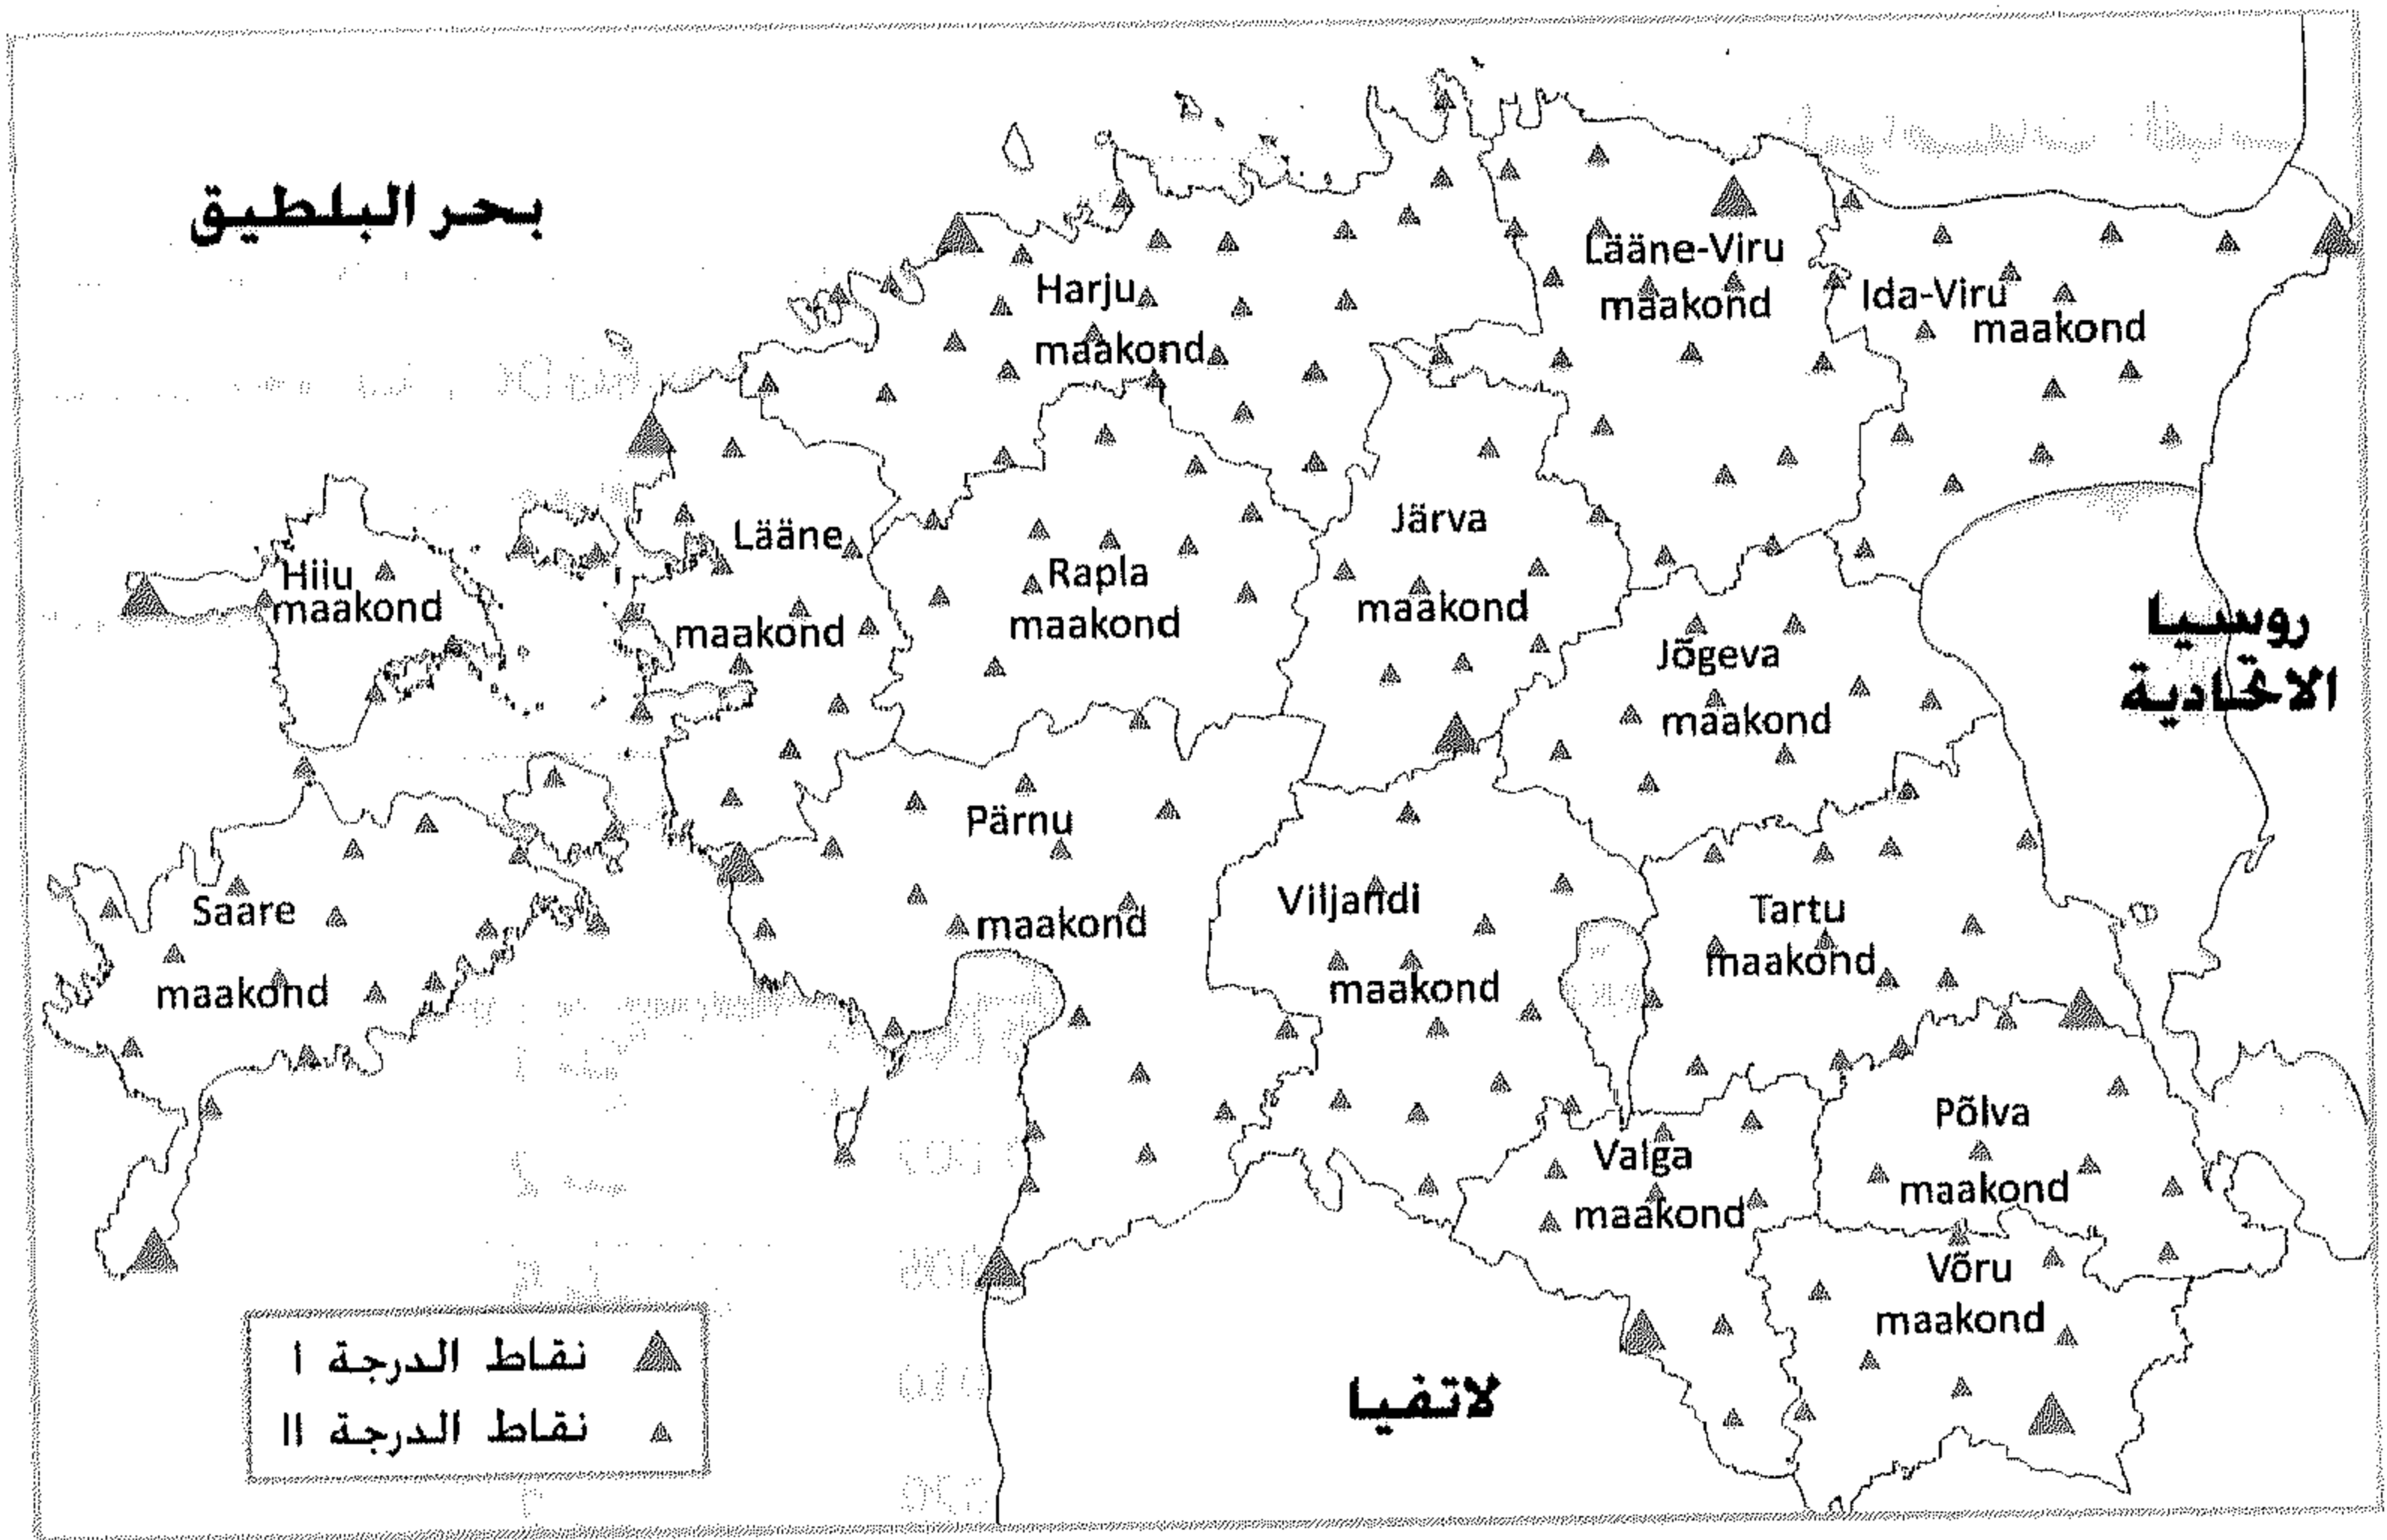 بحر البلطيق
Harju
maakond
Lääne-Viru
maakond
Ida-Viru
maakond
Hiiu
maakond
Lääne
maakond
Rapla
maakond
Järva
maakond
Jõgeva
maakond
روسيا
الاتحادية
Saare
maakond
Pärnu
maakond
Viljandi
maakond
Tartu
maakond
Valga
maakond
Põlva
maakond
Võru
maakond
لاتفيا
نقاط الدرجة I
نقاط الدرجة II